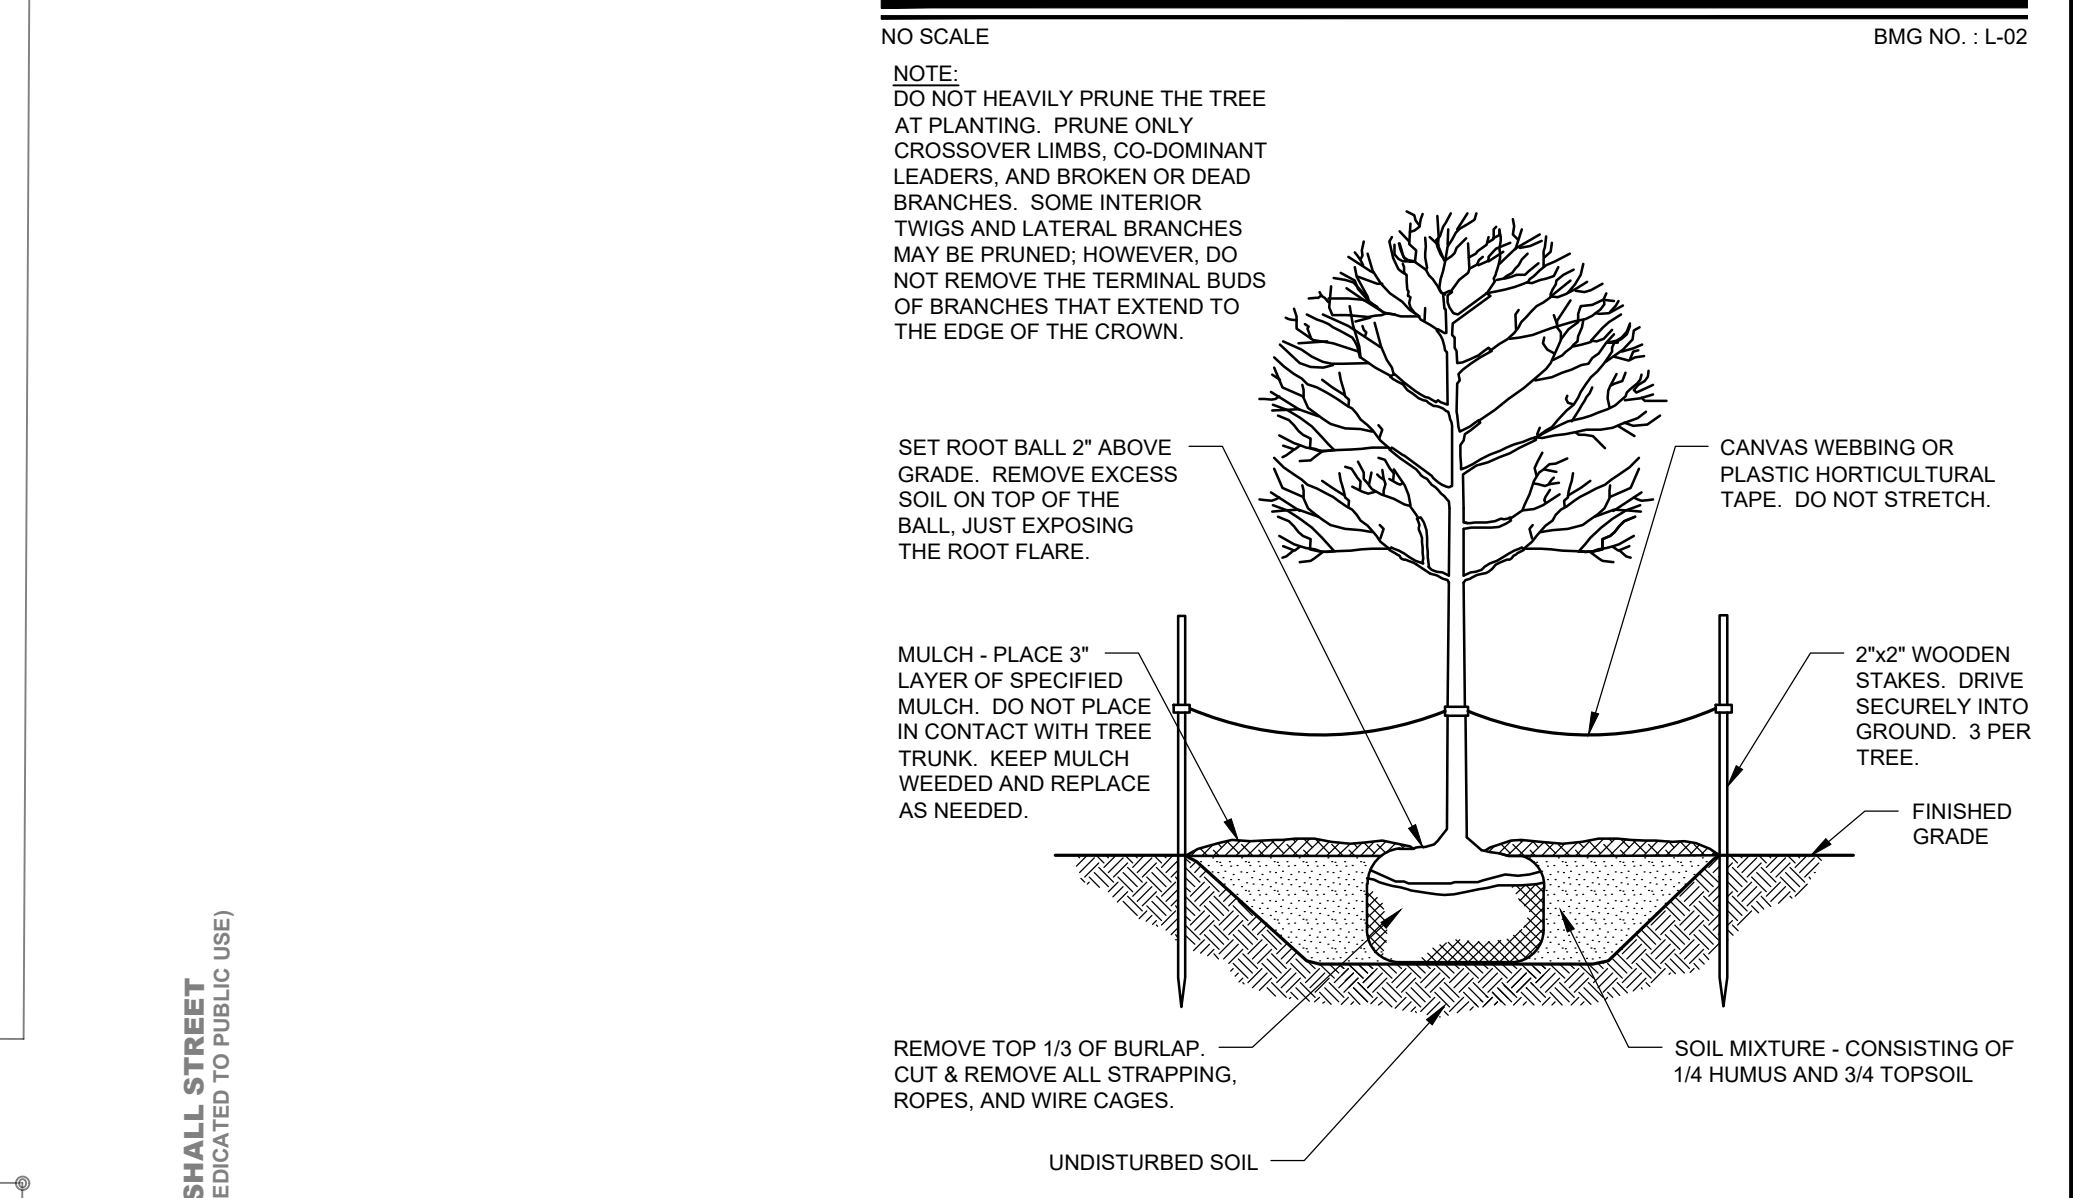 NO SCALE
BMG NO. : L-02
NOTE:
DO NOT HEAVILY PRUNE THE TREE
AT PLANTING. PRUNE ONLY
CROSSOVER LIMBS, CO-DOMINANT
LEADERS, AND BROKEN OR DEAD
BRANCHES. SOME INTERIOR
TWIGS AND LATERAL BRANCHES
MAY BE PRUNED; HOWEVER, DO
NOT REMOVE THE TERMINAL BUDS
OF BRANCHES THAT EXTEND TO
THE EDGE OF THE CROWN.
SET ROOT BALL 2" ABOVE
GRADE. REMOVE EXCESS
SOIL ON TOP OF THE
BALL, JUST EXPOSING
THE ROOT FLARE.
CANVAS WEBBING OR
PLASTIC HORTICULTURAL
TAPE. DO NOT STRETCH.
MULCH - PLACE 3"
LAYER OF SPECIFIED
MULCH. DO NOT PLACE
IN CONTACT WITH TREE
TRUNK. KEEP MULCH
WEEDED AND REPLACE
AS NEEDED.
2"x2" WOODEN
STAKES. DRIVE
SECURELY INTO
GROUND. 3 PER
TREE.
FINISHED
GRADE
REMOVE TOP 1/3 OF BURLAP.
CUT & REMOVE ALL STRAPPING,
ROPES, AND WIRE CAGES.
SOIL MIXTURE - CONSISTING OF
1/4 HUMUS AND 3/4 TOPSOIL
UNDISTURBED SOIL
SHALL STREET
EDICATED TO PUBLIC USE)